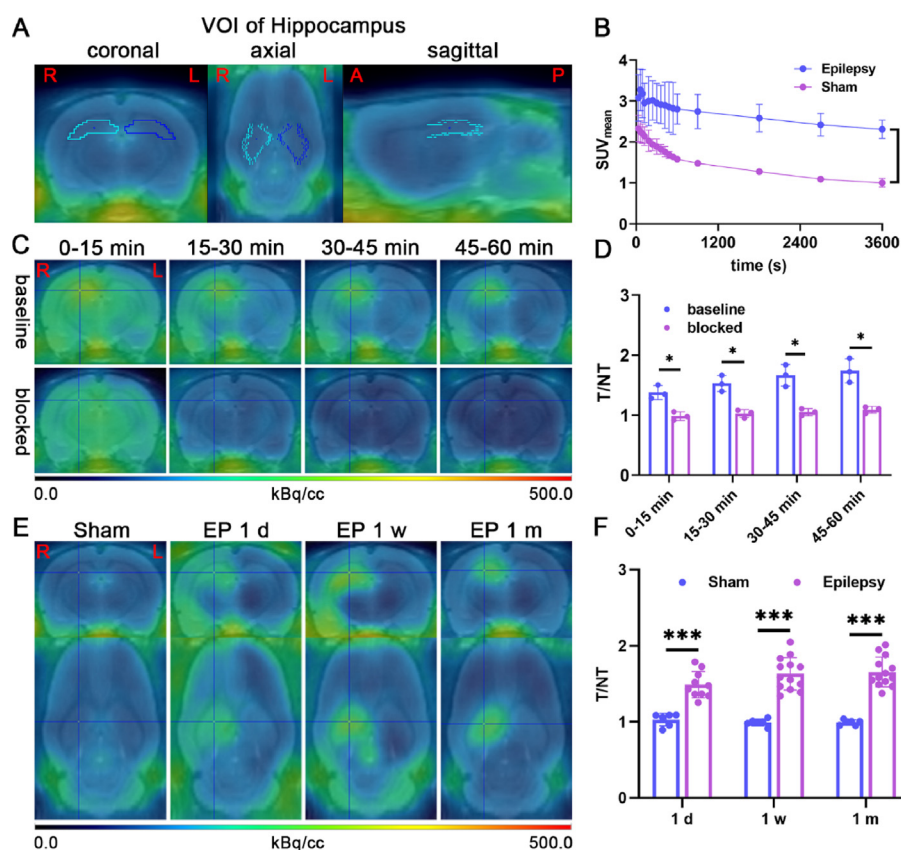 A
VOI of Hippocampus
coronal
axial
sagittal
R
L
R
L
A
P
B
Epilepsy
Sham
SUVmean
4
3
2
1
0
0
1200
2400
3600
time (s)
C
0-15 min
15-30 min
30-45 min
45-60 min
R
L
baseline
blocked
0.0
kBq/cc
500.0
D
baseline
blocked
T/NT
3
2
1
0
*
*
*
*
0-15 min
15-30 min
30-45 min
45-60 min
E
Sham
EP 1 d
EP 1 w
EP 1 m
R
L
0.0
kBq/cc
500.0
F
Sham
Epilepsy
T/NT
3
2
1
0
***
***
***
1 d
1 w
1 m